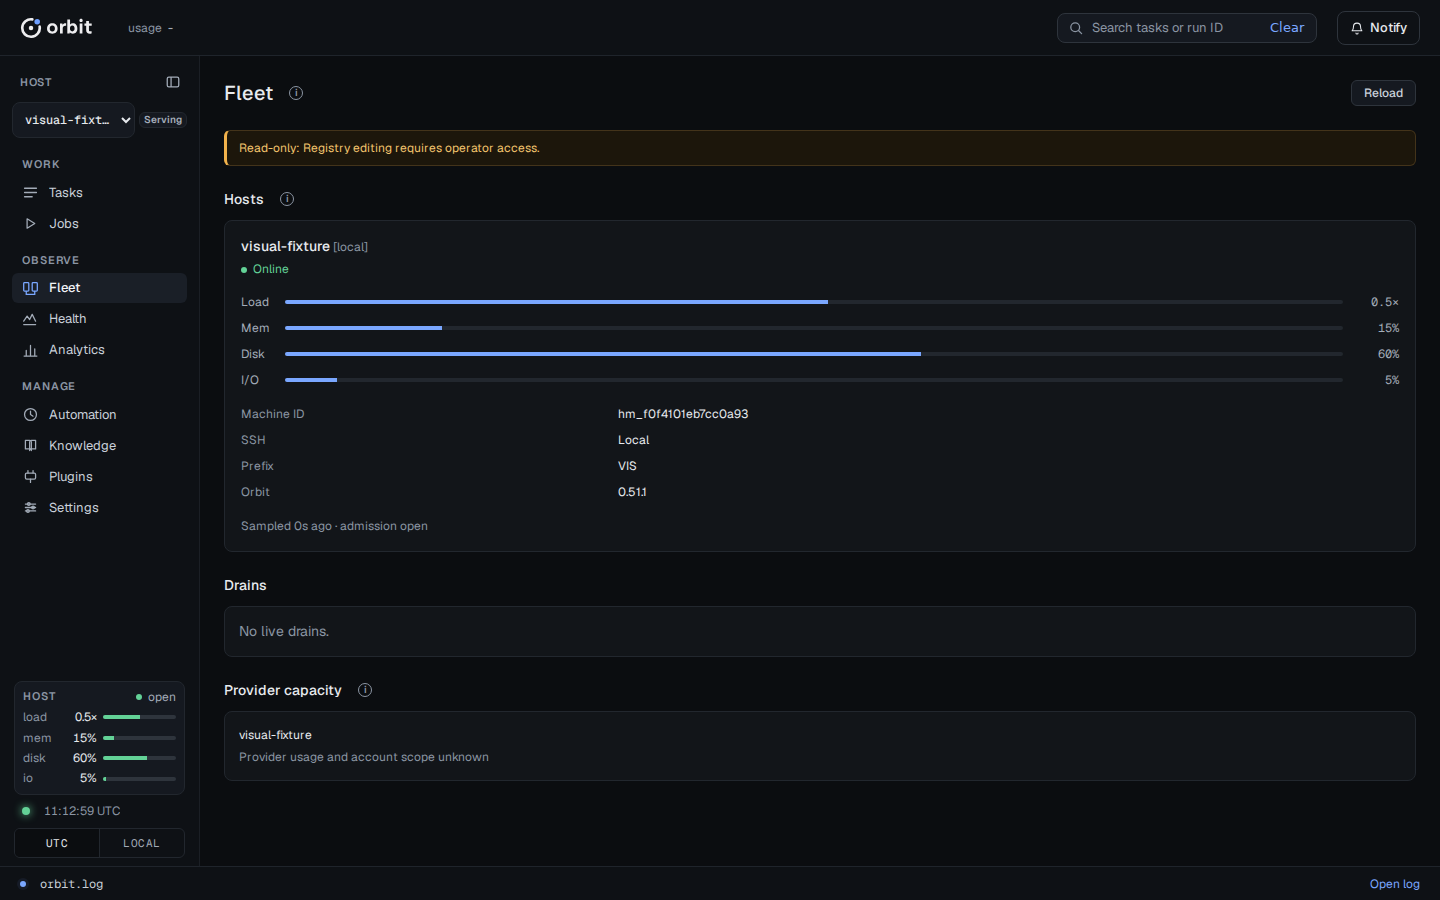 orbit
usage -
Search tasks or run ID
Clear
Notify
HOST
visual-fixt…
Serving
WORK
Tasks
Jobs
OBSERVE
Fleet
Health
Analytics
MANAGE
Automation
Knowledge
Plugins
Settings
HOST
open
load 0.5×
mem 15%
disk 60%
io 5%
11:12:59 UTC
UTC
LOCAL
Fleet
Reload
Read-only: Registry editing requires operator access.
Hosts
visual-fixture [local]
Online
Load 0.5×
Mem 15%
Disk 60%
I/O 5%
Machine ID hm_f0f4101eb7cc0a93
SSH Local
Prefix VIS
Orbit 0.51.1
Sampled 0s ago · admission open
Drains
No live drains.
Provider capacity
visual-fixture
Provider usage and account scope unknown
orbit.log
Open log